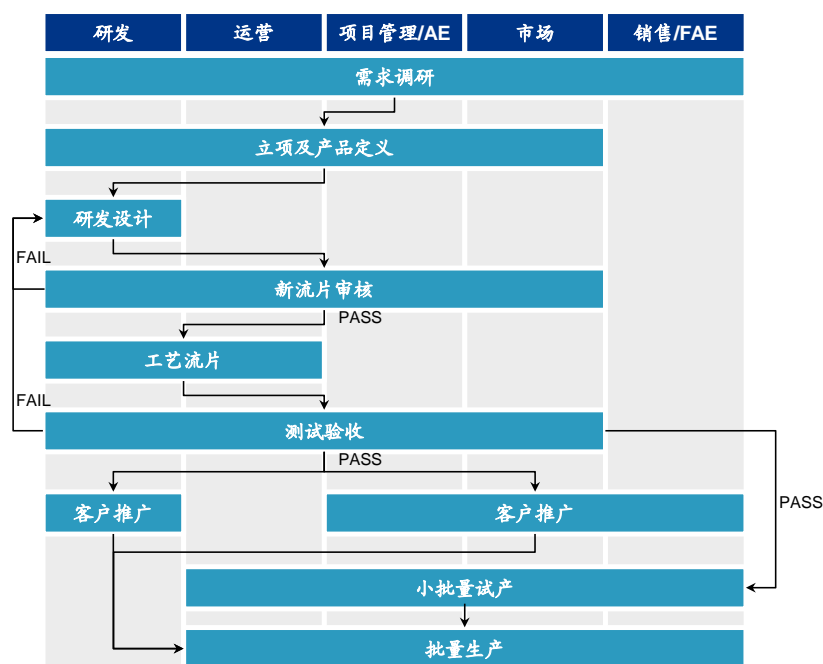 研发 运营 项目管理/AE 市场 销售/FAE
需求调研
立项及产品定义
研发设计
FAIL
新流片审核
PASS
工艺流片
FAIL
测试验收
PASS
客户推广 客户推广
PASS
小批量试产
批量生产